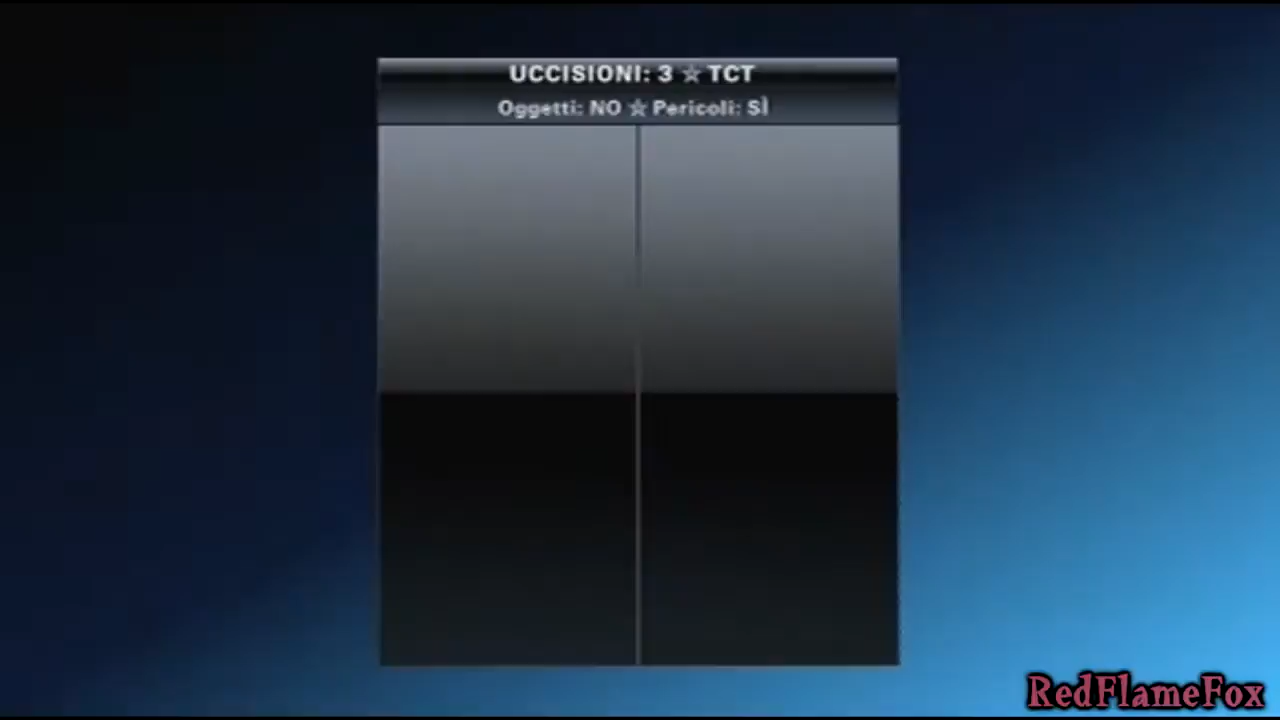 UCCISIONI: 3 ☆ TCT
Oggetti: NO ☆ Pericoli: SÌ
RedFlameFox